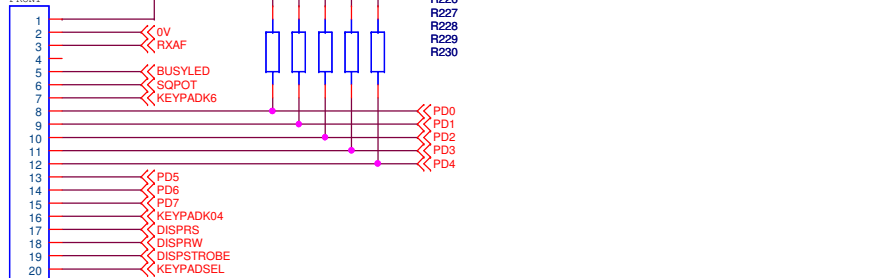 1
2 0V
3 RXAF
4
5 BUSYLED
6 SQPOT
7 KEYPADK6
8 PD0
9 PD1
10 PD2
11 PD3
12 PD4
13 PD5
14 PD6
15 PD7
16 KEYPADK04
17 DISPRS
18 DISPRW
19 DISPSTROBE
20 KEYPADSEL
R227
R228
R229
R230